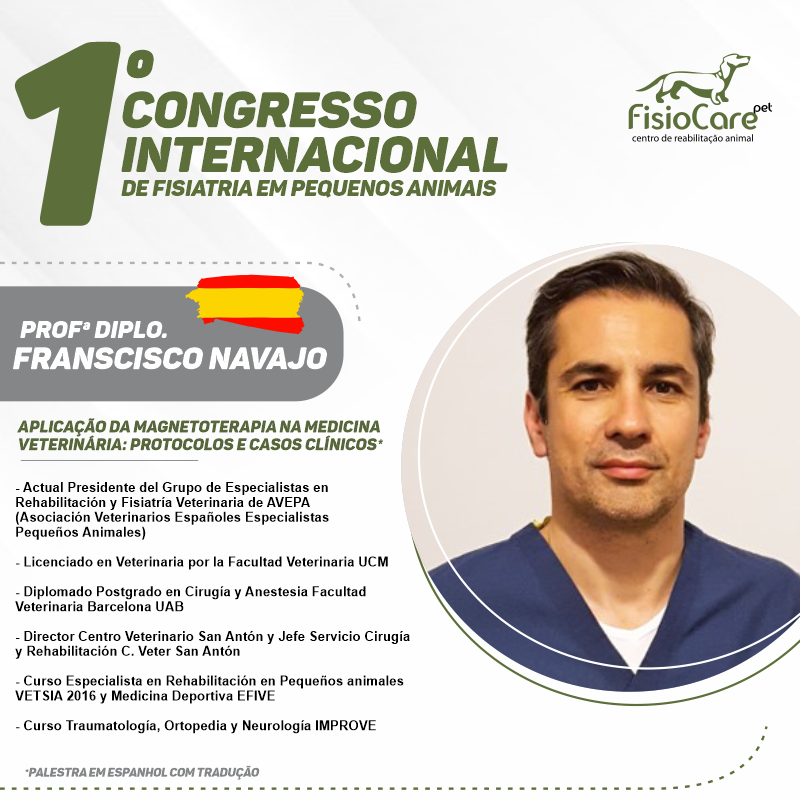 1º
CONGRESSO
INTERNACIONAL
DE FISIATRIA EM PEQUENOS ANIMAIS
FisioCare pet
centro de reabilitação animal
PROFª DIPLO.
FRANSCISCO NAVAJO
APLICAÇÃO DA MAGNETOTERAPIA NA MEDICINA
VETERINÁRIA: PROTOCOLOS E CASOS CLÍNICOS*
- Actual Presidente del Grupo de Especialistas en
Rehabilitación y Fisiatría Veterinaria de AVEPA
(Asociación Veterinarios Españoles Especialistas
Pequeños Animales)
- Licenciado en Veterinaria por la Facultad Veterinaria UCM
- Diplomado Postgrado en Cirugía y Anestesia Facultad
Veterinaria Barcelona UAB
- Director Centro Veterinario San Antón y Jefe Servicio Cirugía
y Rehabilitación C. Veter San Antón
- Curso Especialista en Rehabilitación en Pequeños animales
VETSIA 2016 y Medicina Deportiva EFIVE
- Curso Traumatología, Ortopedia y Neurología IMPROVE
*PALESTRA EM ESPANHOL COM TRADUÇÃO